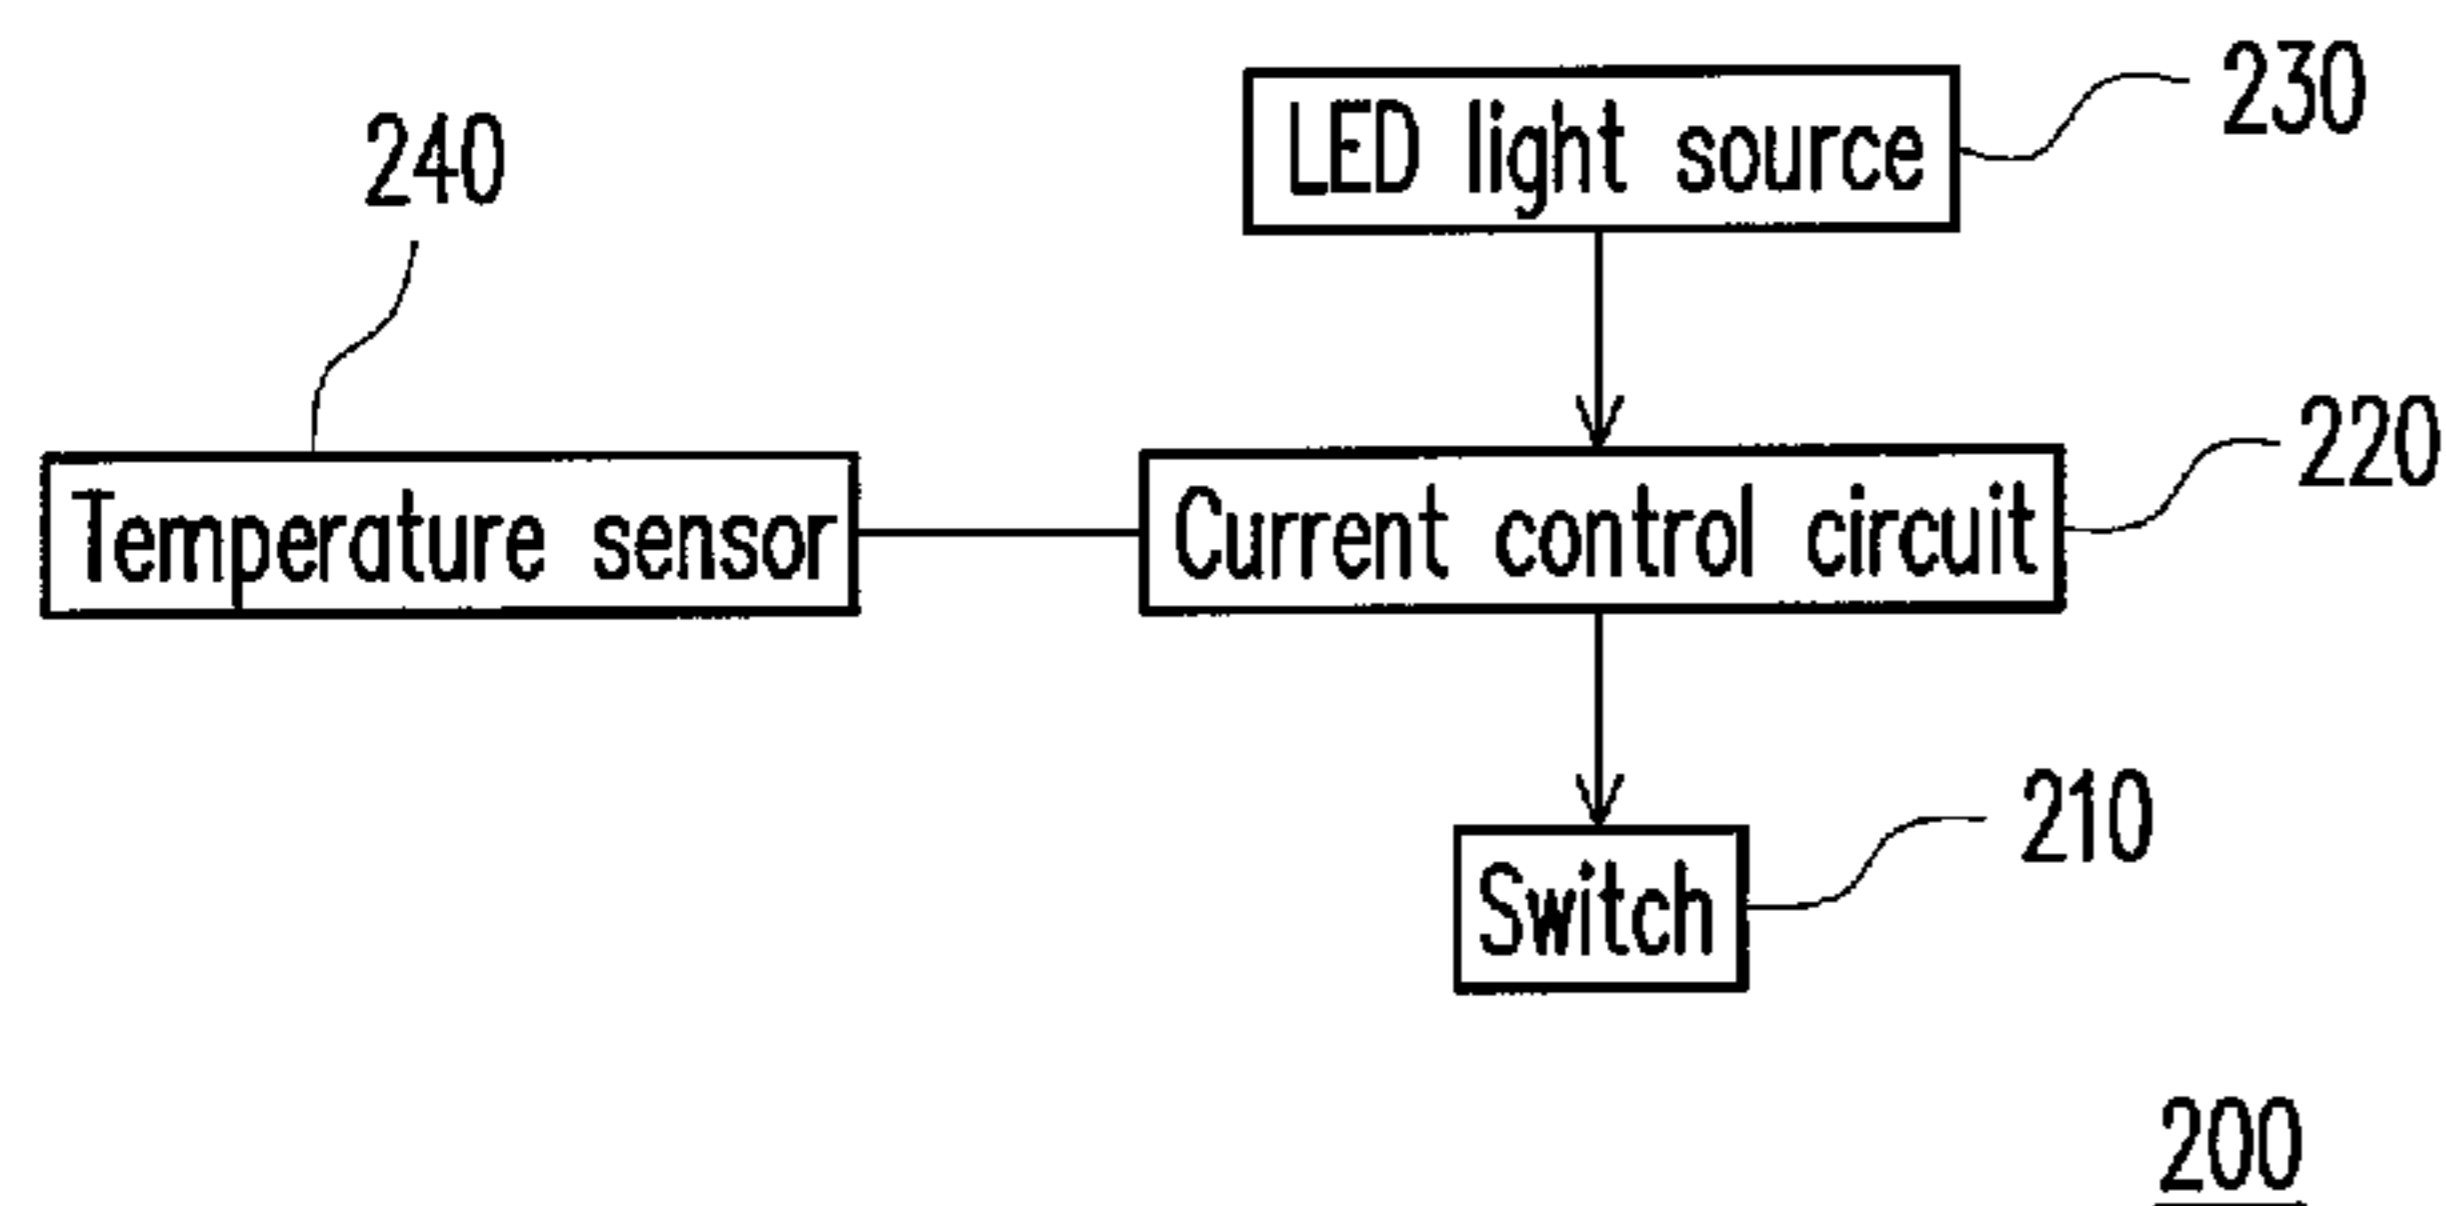 230
LED light source
240
220
Temperature sensor
Current control circuit
210
Switch
200